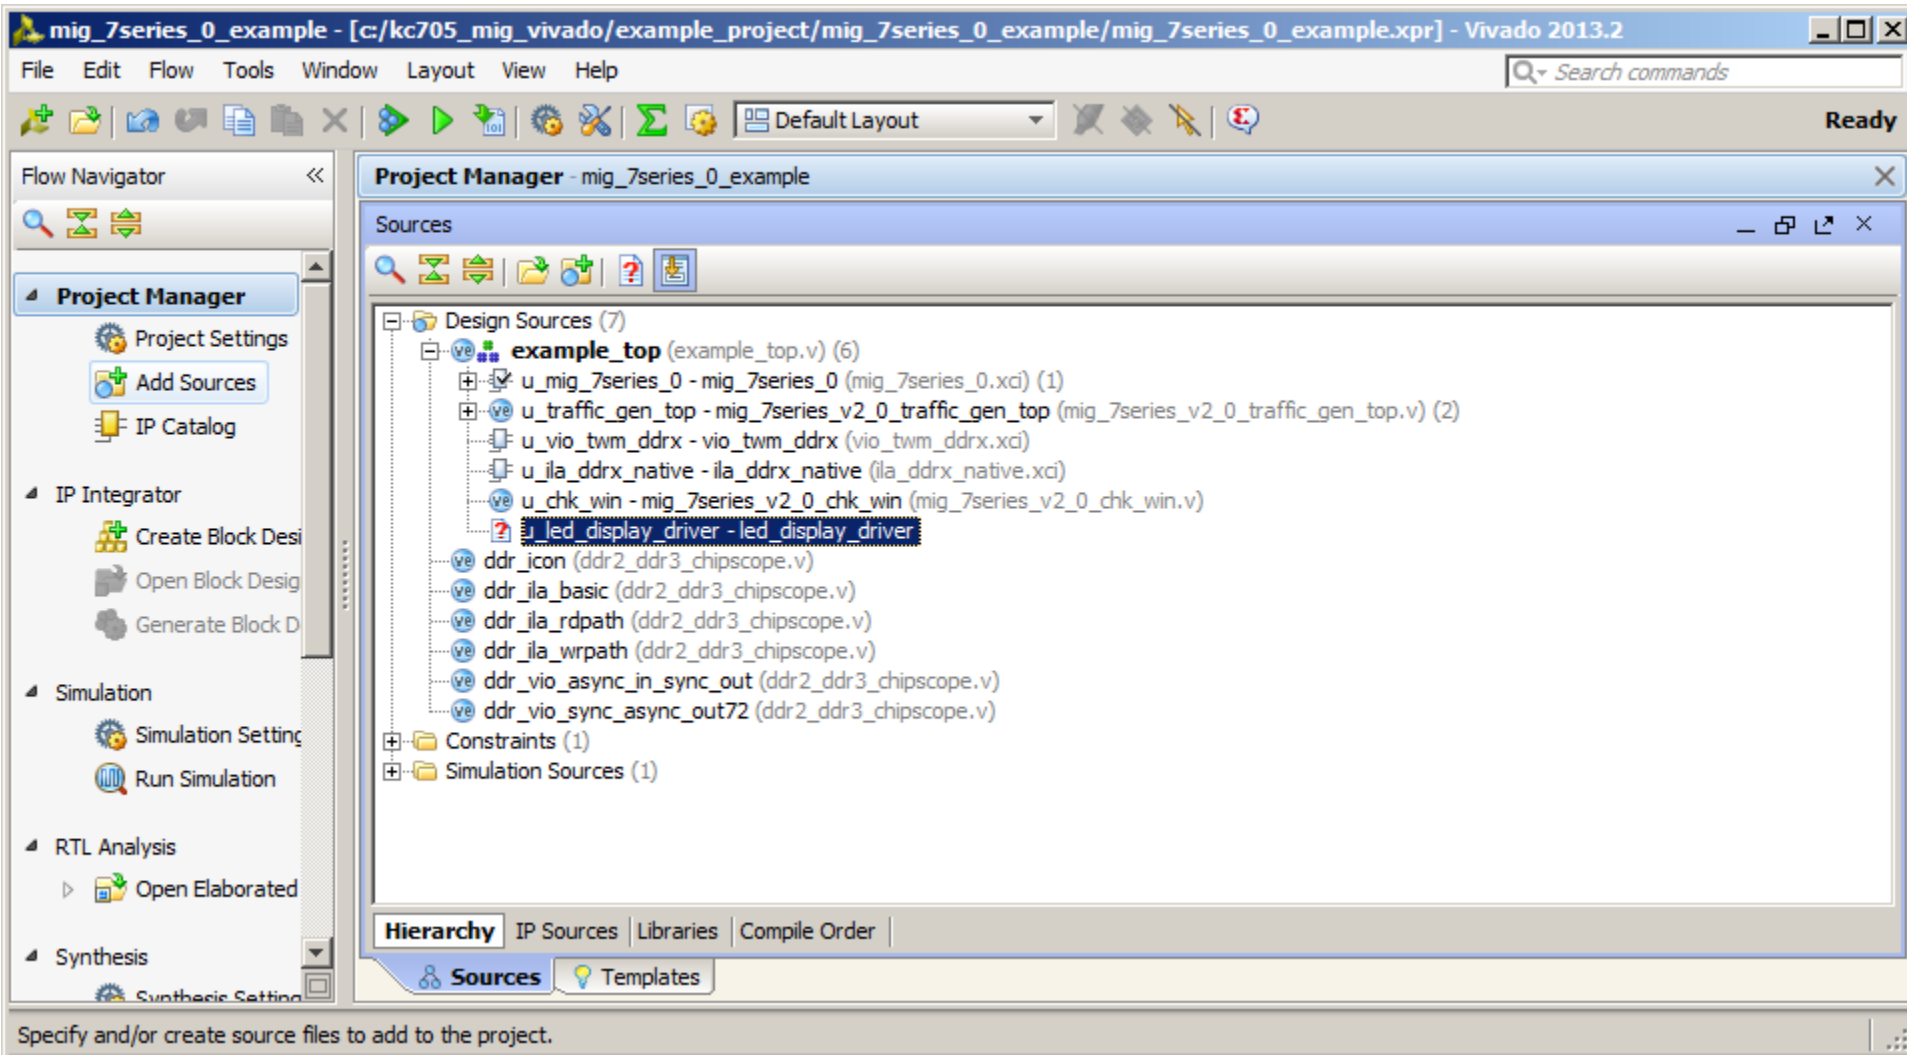 mig_7series_0_example - [c:/kc705_mig_vivado/example_project/mig_7series_0_example/mig_7series_0_example.xpr] - Vivado 2013.2
File Edit Flow Tools Window Layout View Help
Search commands
Default Layout
Ready
Flow Navigator
Project Manager
Project Settings
Add Sources
IP Catalog
IP Integrator
Create Block Desi
Open Block Desig
Generate Block D
Simulation
Simulation Setting
Run Simulation
RTL Analysis
Open Elaborated
Synthesis
Synthesis Setting
Project Manager - mig_7series_0_example
Sources
Design Sources (7)
example_top (example_top.v) (6)
u_mig_7series_0 - mig_7series_0 (mig_7series_0.xci) (1)
u_traffic_gen_top - mig_7series_v2_0_traffic_gen_top (mig_7series_v2_0_traffic_gen_top.v) (2)
u_vio_twm_ddrx - vio_twm_ddrx (vio_twm_ddrx.xci)
u_ila_ddrx_native - ila_ddrx_native (ila_ddrx_native.xci)
u_chk_win - mig_7series_v2_0_chk_win (mig_7series_v2_0_chk_win.v)
u_led_display_driver - led_display_driver
ddr_icon (ddr2_ddr3_chipscope.v)
ddr_ila_basic (ddr2_ddr3_chipscope.v)
ddr_ila_rdpath (ddr2_ddr3_chipscope.v)
ddr_ila_wrpath (ddr2_ddr3_chipscope.v)
ddr_vio_async_in_sync_out (ddr2_ddr3_chipscope.v)
ddr_vio_sync_async_out72 (ddr2_ddr3_chipscope.v)
Constraints (1)
Simulation Sources (1)
Hierarchy IP Sources Libraries Compile Order
Sources Templates
Specify and/or create source files to add to the project.